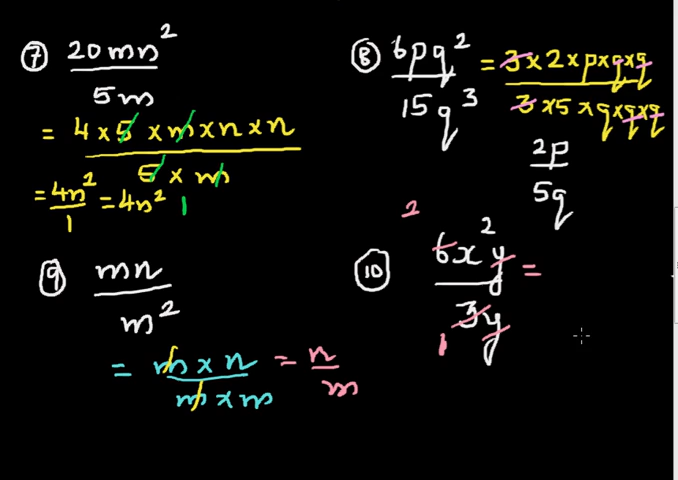 ⑦ 20mn² / 5m
= 4 × 5 × m × n × n / 5 × m
= 4n² / 1 = 4n² 1
⑧ 6pq² / 15q³ = 3 × 2 × p × q × q / 3 × 5 × q × q × q
2p / 5q
⑨ mn / m²
= m × n / m × m = n / m
⑩ 2 6x²y / 1 3y =